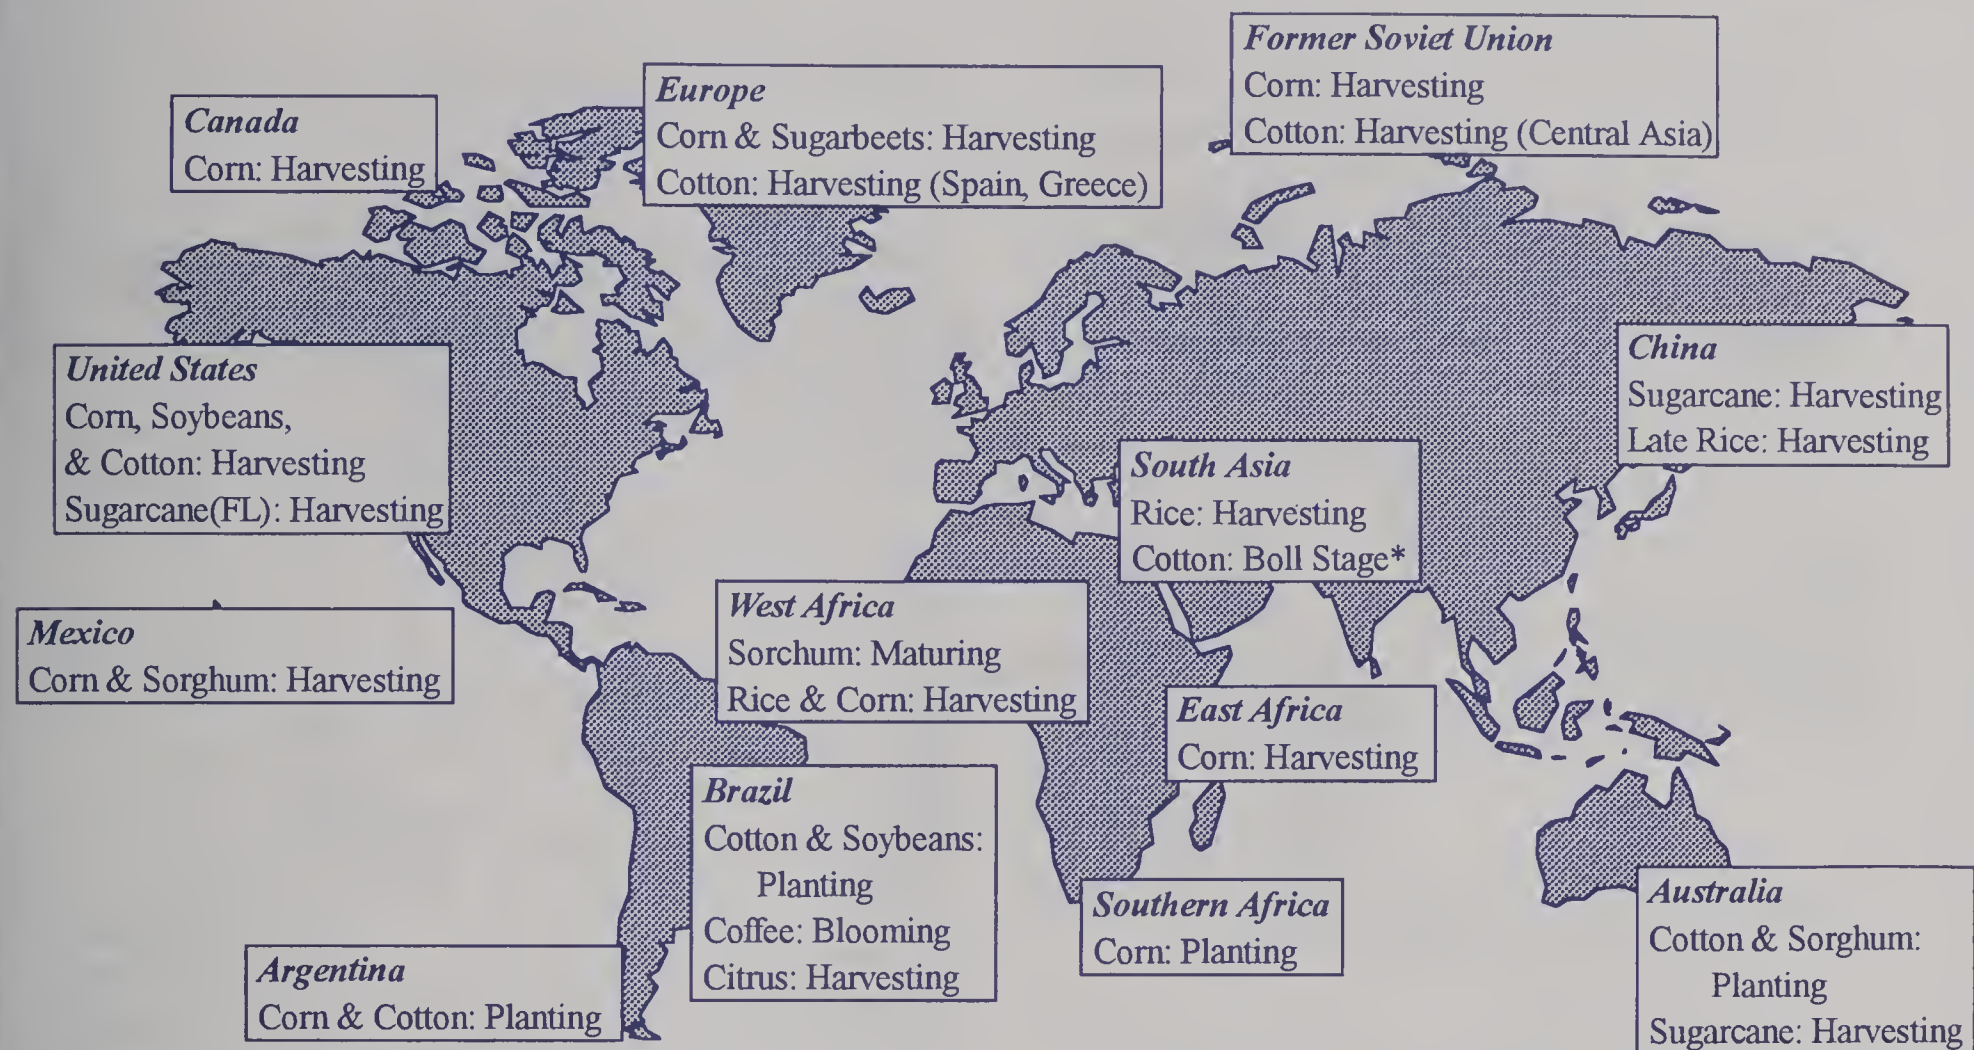 Former Soviet Union
Corn: Harvesting
Cotton: Harvesting (Central Asia)
Europe
Corn & Sugarbeets: Harvesting
Cotton: Harvesting (Spain, Greece)
Canada
Corn: Harvesting
United States
Corn, Soybeans,
& Cotton: Harvesting
Sugarcane(FL): Harvesting
China
Sugarcane: Harvesting
Late Rice: Harvesting
South Asia
Rice: Harvesting
Cotton: Boll Stage*
West Africa
Sorchum: Maturing
Rice & Corn: Harvesting
Mexico
Corn & Sorghum: Harvesting
East Africa
Corn: Harvesting
Brazil
Cotton & Soybeans:
Planting
Coffee: Blooming
Citrus: Harvesting
Southern Africa
Corn: Planting
Australia
Cotton & Sorghum:
Planting
Sugarcane: Harvesting
Argentina
Corn & Cotton: Planting